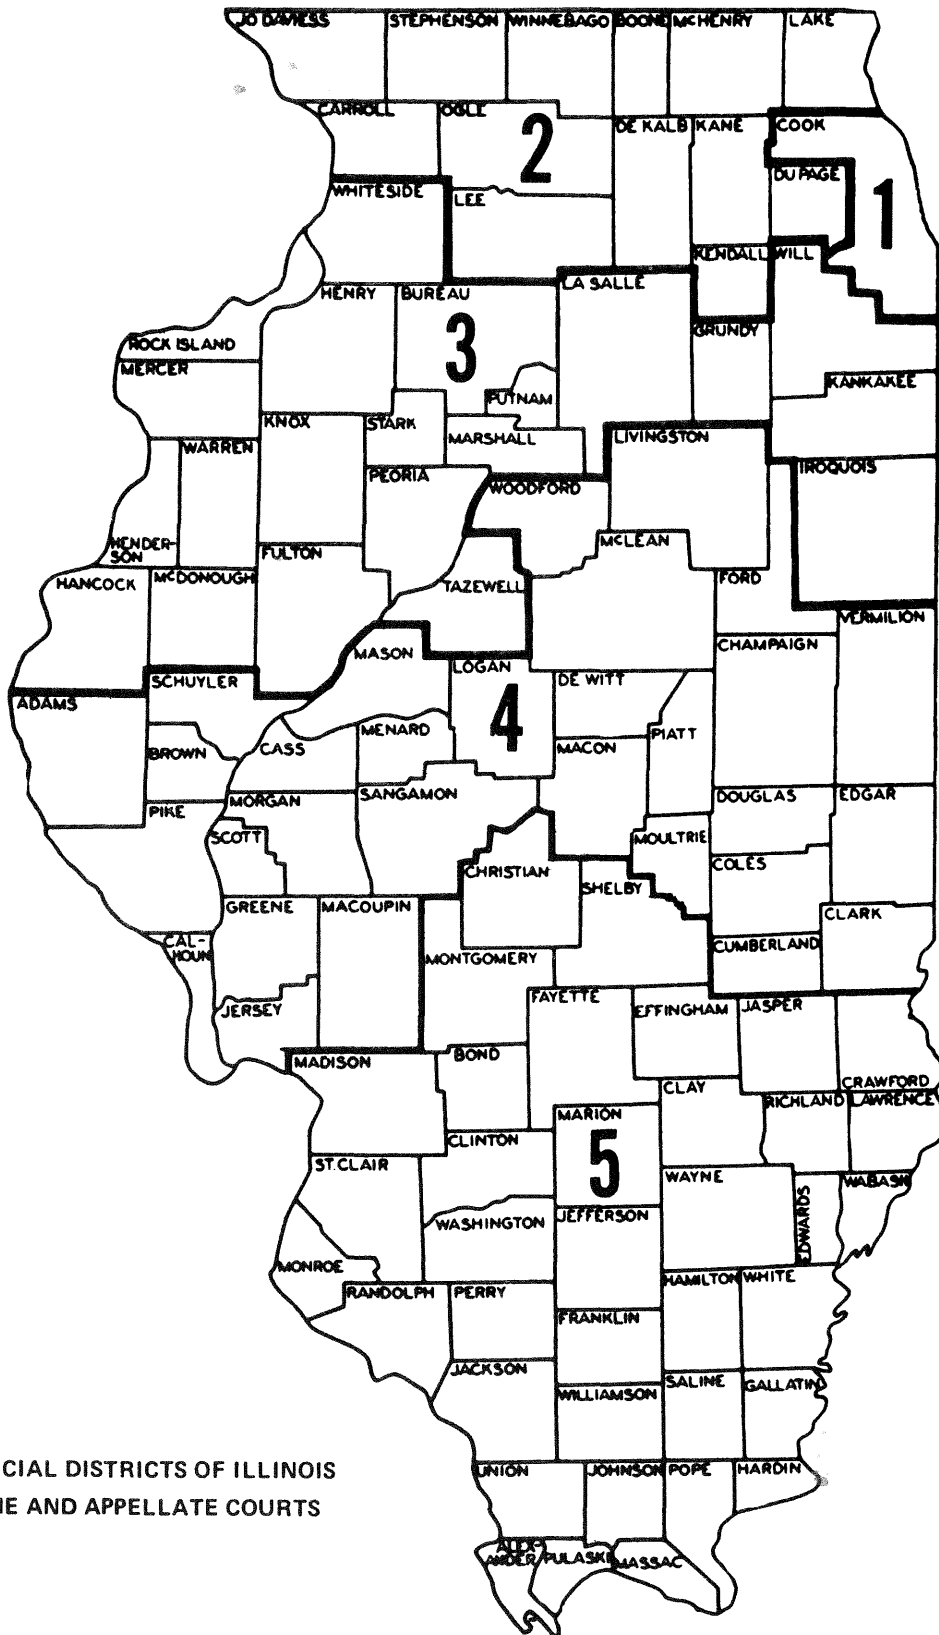 JO DAVIESS
STEPHENSON
WINNEBAGO
BOONE
McHENRY
LAKE
CARROLL
OGLE
2
DE KALB
KANE
COOK
DU PAGE
1
WHITESIDE
LEE
KENDALL
WILL
HENRY
BUREAU
LA SALLE
GRUNDY
ROCK ISLAND
3
MERCER
KANKAKEE
PUTNAM
KNOX
STARK
MARSHALL
LIVINGSTON
WARREN
PEORIA
IROQUOIS
WOODFORD
HENDER-
SON
FULTON
McLEAN
HANCOCK
McDONOUGH
TAZEWELL
FORD
VERMILION
CHAMPAIGN
MASON
LOGAN
SCHUYLER
DE WITT
ADAMS
4
BROWN
CASS
MENARD
MACON
PIATT
PIKE
MORGAN
SANGAMON
DOUGLAS
EDGAR
SCOTT
MOULTRIE
CHRISTIAN
COLES
SHELBY
GREENE
MACOUPIN
CLARK
CAL-
HOUN
MONTGOMERY
CUMBERLAND
FAYETTE
JERSEY
EFFINGHAM
JASPER
MADISON
BOND
CLAY
CRAWFORD
RICHLAND
LAWRENCE
MARION
CLINTON
5
ST. CLAIR
WAYNE
WABASH
EDWARDS
WASHINGTON
JEFFERSON
MONROE
RANDOLPH
PERRY
HAMILTON
WHITE
FRANKLIN
JACKSON
SALINE
GALLATIN
WILLIAMSON
UNION
JOHNSON
POPE
HARDIN
CIAL DISTRICTS OF ILLINOIS
IE AND APPELLATE COURTS
ALEX-
ANDER
PULASKI
MASSAC